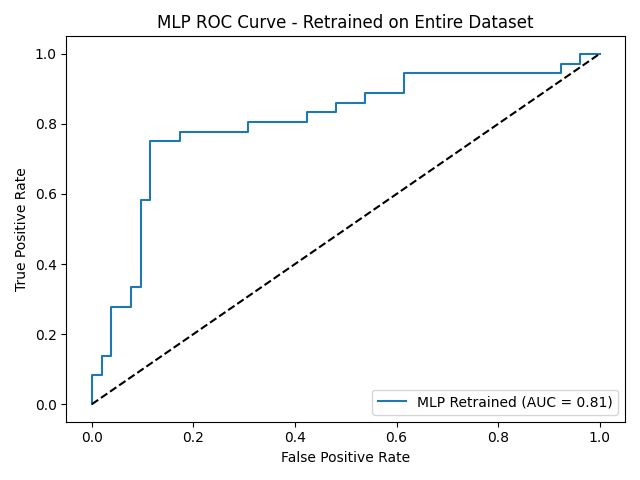 MLP ROC Curve - Retrained on Entire Dataset
True Positive Rate
1.0
0.8
0.6
0.4
0.2
0.0
MLP Retrained (AUC = 0.81)
0.0 0.2 0.4 0.6 0.8 1.0
False Positive Rate